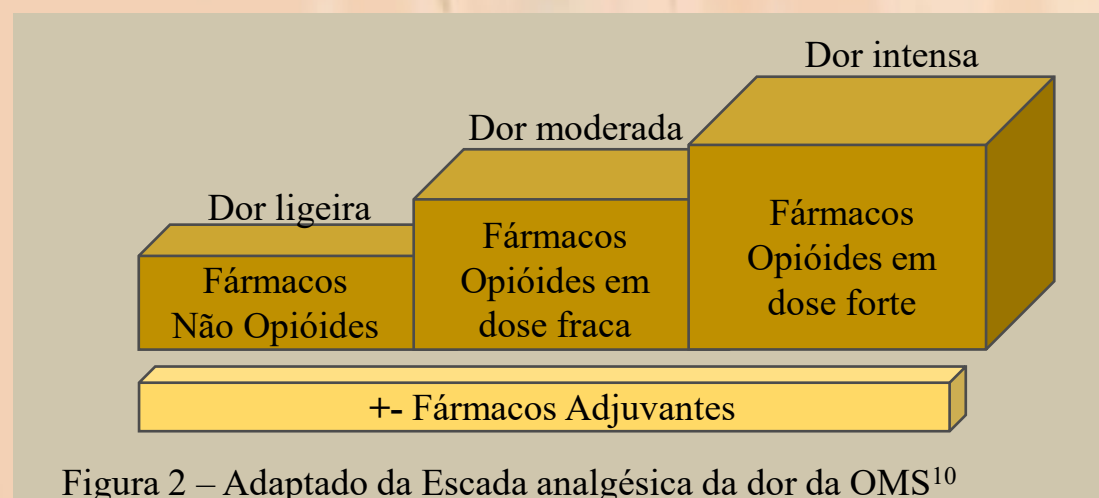 Dor intensa
Dor moderada
Dor ligeira
Fármacos
Não Opióides
Fármacos
Opióides em
dose fraca
Fármacos
Opióides em
dose forte
+- Fármacos Adjuvantes
Figura 2 – Adaptado da Escada analgésica da dor da OMS¹⁰